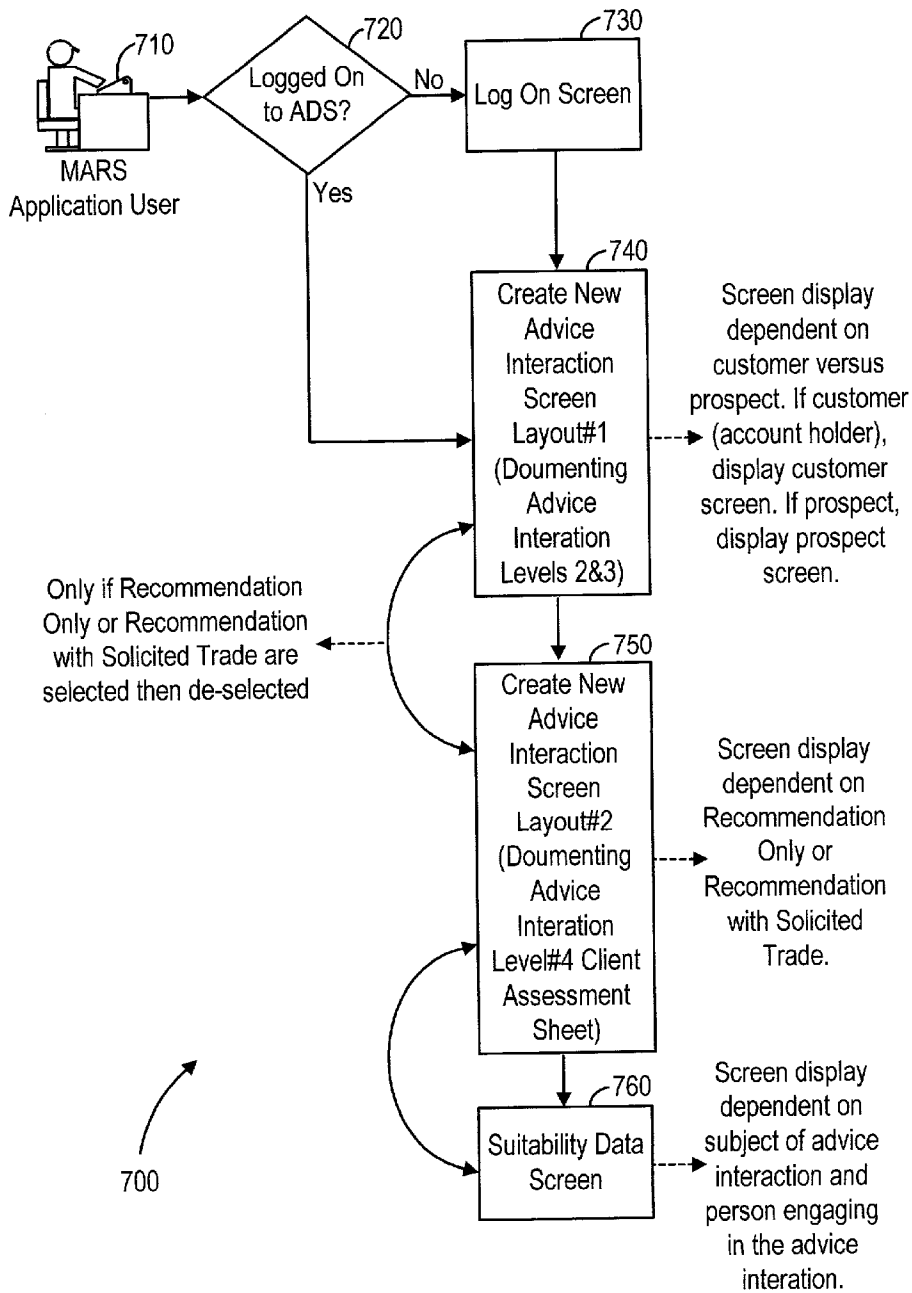 710
720
730
Logged On
to ADS?
No
Log On Screen
MARS
Application User
Yes
740
Create New
Advice
Interaction
Screen
Layout#1
(Doumenting
Advice
Interation
Levels 2&3)
Screen display
dependent on
customer versus
prospect. If customer
(account holder),
display customer
screen. If prospect,
display prospect
screen.
Only if Recommendation
Only or Recommendation
with Solicited Trade are
selected then de-selected
750
Create New
Advice
Interaction
Screen
Layout#2
(Doumenting
Advice
Interation
Level#4 Client
Assessment
Sheet)
Screen display
dependent on
Recommendation
Only or
Recommendation
with Solicited
Trade.
760
Suitability Data
Screen
Screen display
dependent on
subject of advice
interaction and
person engaging
in the advice
interation.
700